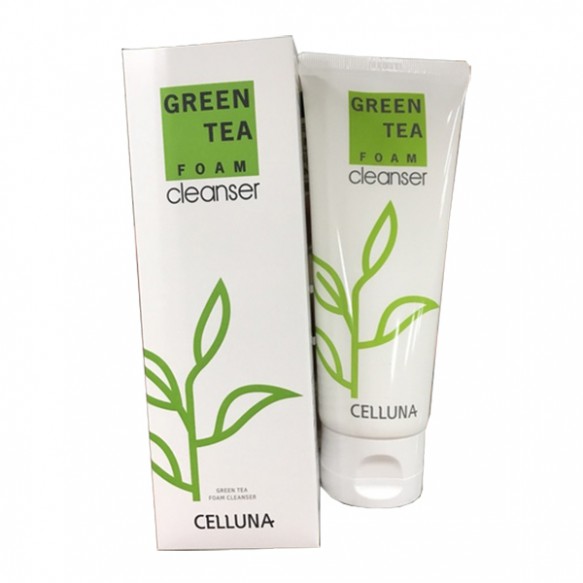 GREEN
TEA
FOAM
cleanser
GREEN TEA
FOAM CLEANSER
CELLUNA
GREEN
TEA
FOAM
cleanser
CELLUNA